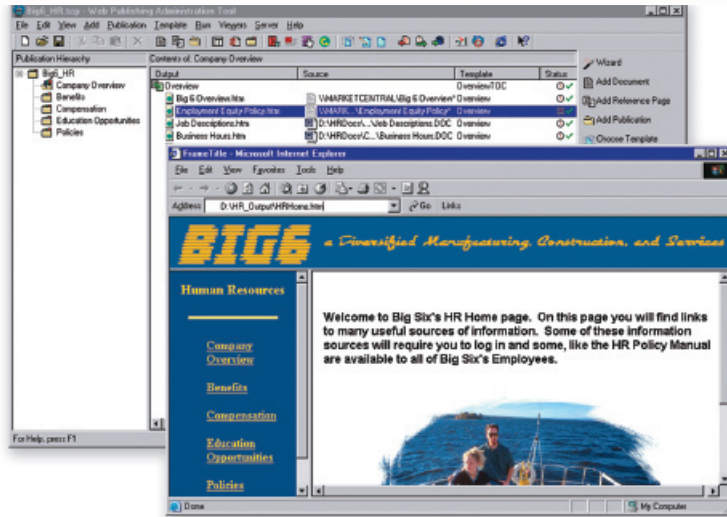 Big6_HR.tcp - Web Publishing Administration Tool
File Edit View Add Publication Template Run Viewers Server Help
Publication Hierarchy
Contents of: Company Overview
Big6_HR
Company Overview
Benefits
Compensation
Education Opportunities
Policies
Output Source Template Status
Overview OverviewTOC
Big 6 Overview.htm \\MARKETCENTRAL\Big 6 Overview* Overview
Employment Equity Policy.htm \\MARK...\Employment Equity Policy* Overview
Job Descriptions.htm D:\HRDocs\...\Job Descriptions.DOC Overview
Business Hours.htm D:\HRDocs\C...\Business Hours.DOC Overview
Wizard
Add Document
Add Reference Page
Add Publication
Choose Template
For Help, press F1
FrameTitle - Microsoft Internet Explorer
File Edit View Favorites Tools Help
Address D:\HR_Output\HRHome.htm Go Links
BIG6 a Diversified Manufacturing, Construction, and Services
Human Resources
Company
Overview
Benefits
Compensation
Education
Opportunities
Policies
Welcome to Big Six's HR Home page. On this page you will find links
to many useful sources of information. Some of these information
sources will require you to log in and some, like the HR Policy Manual
are available to all of Big Six's Employees.
Done
My Computer